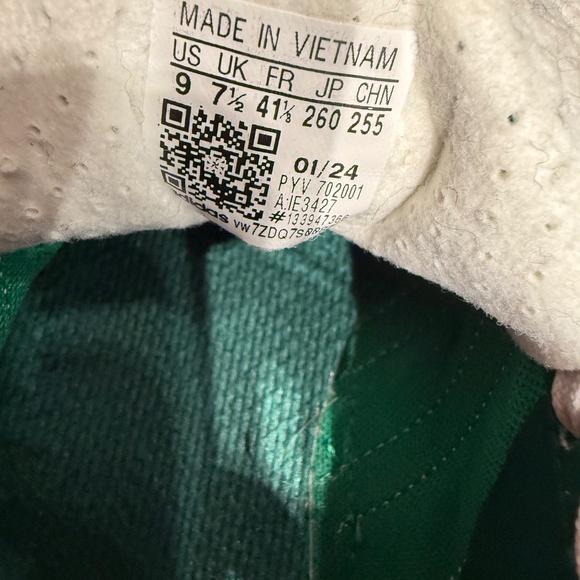 MADE IN VIETNAM
US UK FR JP CHN
9 7½ 41⅓ 260 255
01/24
PYV 702001
A:IE3427
adidas